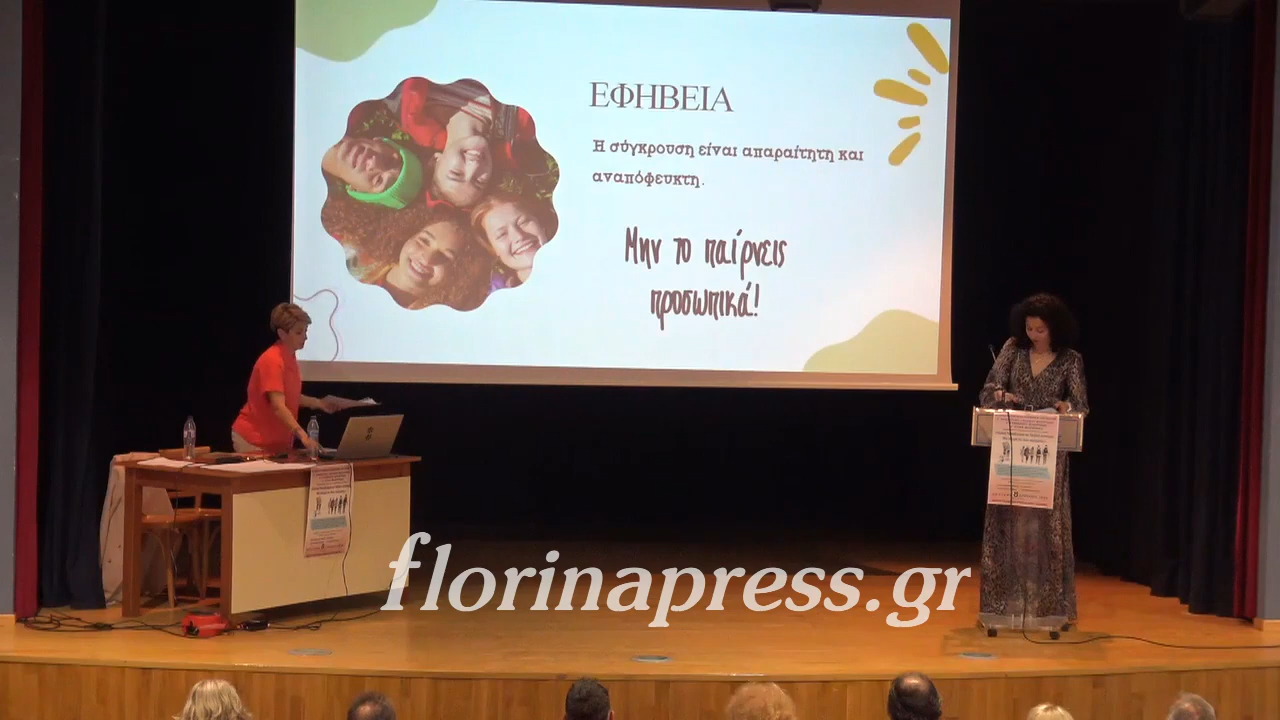 ΕΦΗΒΕΙΑ
Η σύγκρουση είναι απαραίτητη και
αναπόφευκτη.
Μην το παίρνεις
προσωπικά!
florinapress.gr